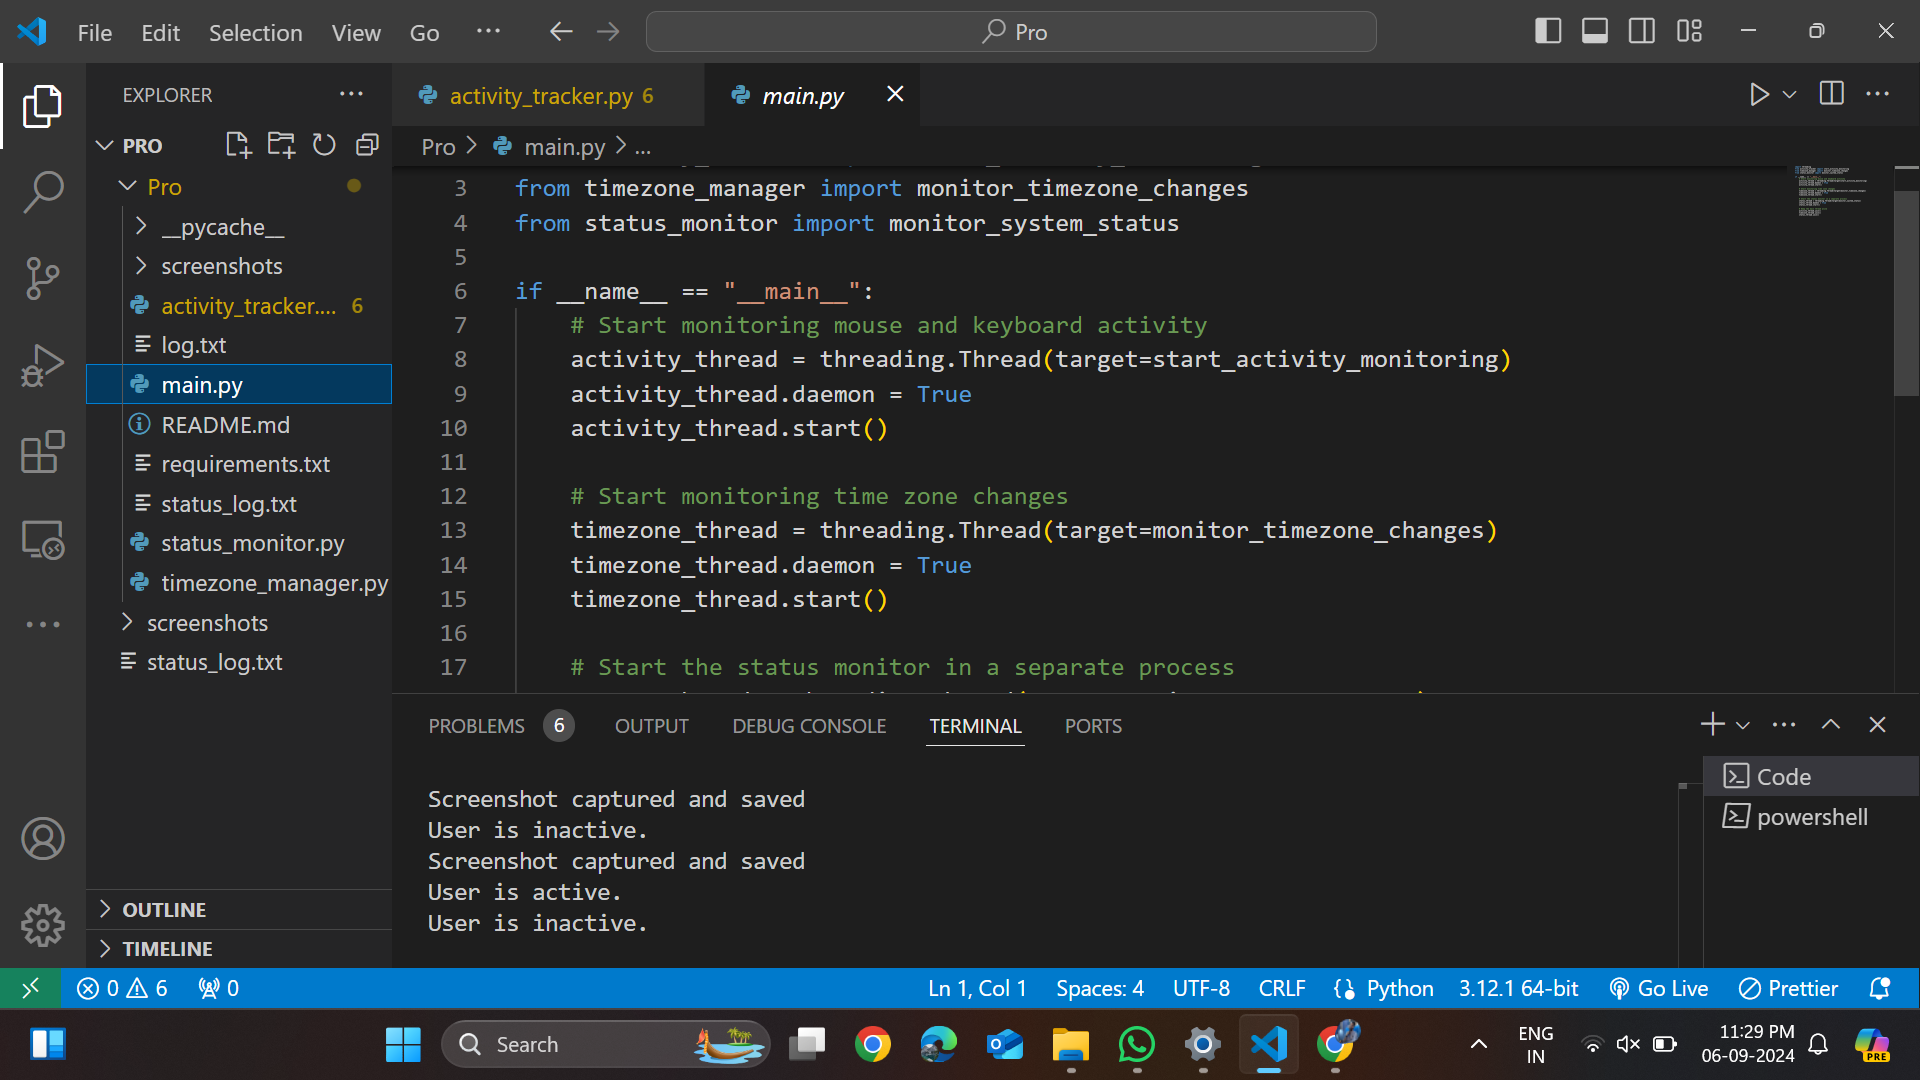 File Edit Selection View Go ... Pro
EXPLORER ...
PRO
Pro
__pycache__
screenshots
activity_tracker.... 6
log.txt
main.py
README.md
requirements.txt
status_log.txt
status_monitor.py
timezone_manager.py
screenshots
status_log.txt
OUTLINE
TIMELINE
activity_tracker.py 6 main.py
Pro > main.py > ...
3 from timezone_manager import monitor_timezone_changes
4 from status_monitor import monitor_system_status
5
6 if __name__ == "__main__":
7 # Start monitoring mouse and keyboard activity
8 activity_thread = threading.Thread(target=start_activity_monitoring)
9 activity_thread.daemon = True
10 activity_thread.start()
11
12 # Start monitoring time zone changes
13 timezone_thread = threading.Thread(target=monitor_timezone_changes)
14 timezone_thread.daemon = True
15 timezone_thread.start()
16
17 # Start the status monitor in a separate process
PROBLEMS 6 OUTPUT DEBUG CONSOLE TERMINAL PORTS
Screenshot captured and saved
User is inactive.
Screenshot captured and saved
User is active.
User is inactive.
Code
powershell
0 6 0 Ln 1, Col 1 Spaces: 4 UTF-8 CRLF Python 3.12.1 64-bit Go Live Prettier
Search
ENG
IN
11:29 PM
06-09-2024
PRE